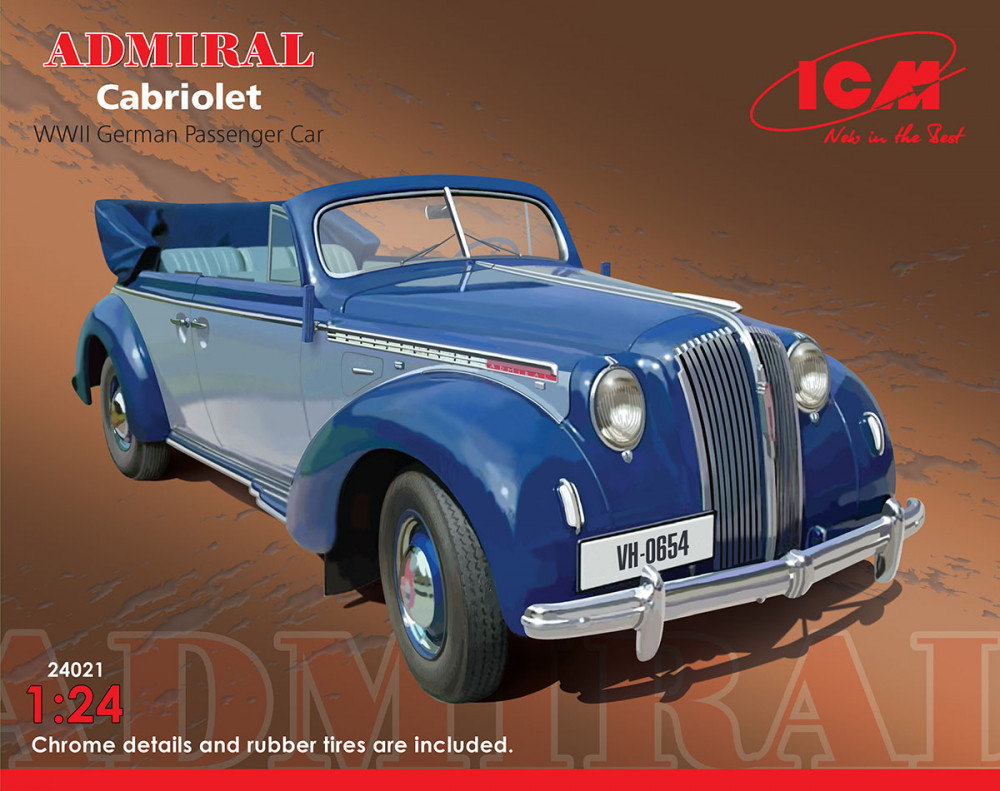 ADMIRAL
Cabriolet
WWII German Passenger Car
ICM
New in the Best
ADMIRAL
VH-0654
ADMIRAL
24021
1:24
Chrome details and rubber tires are included.